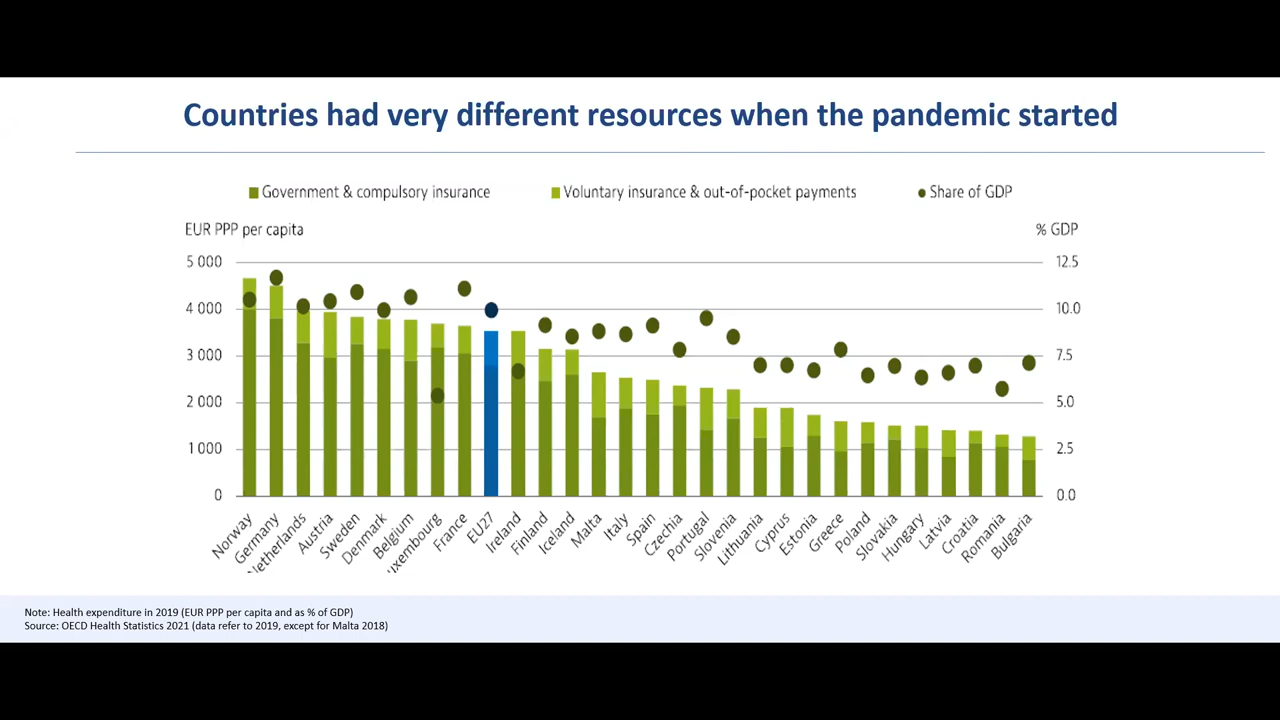 Countries had very different resources when the pandemic started
Government & compulsory insurance
Voluntary insurance & out-of-pocket payments
Share of GDP
EUR PPP per capita
% GDP
5 000
12.5
4 000
10.0
3 000
7.5
2 000
5.0
1 000
2.5
0
0.0
Norway
Germany
Netherlands
Austria
Sweden
Denmark
Belgium
uxembourg
France
EU27
Ireland
Finland
Iceland
Malta
Italy
Spain
Czechia
Portugal
Slovenia
Lithuania
Cyprus
Estonia
Greece
Poland
Slovakia
Hungary
Latvia
Croatia
Romania
Bulgaria
Note: Health expenditure in 2019 (EUR PPP per capita and as % of GDP)
Source: OECD Health Statistics 2021 (data refer to 2019, except for Malta 2018)